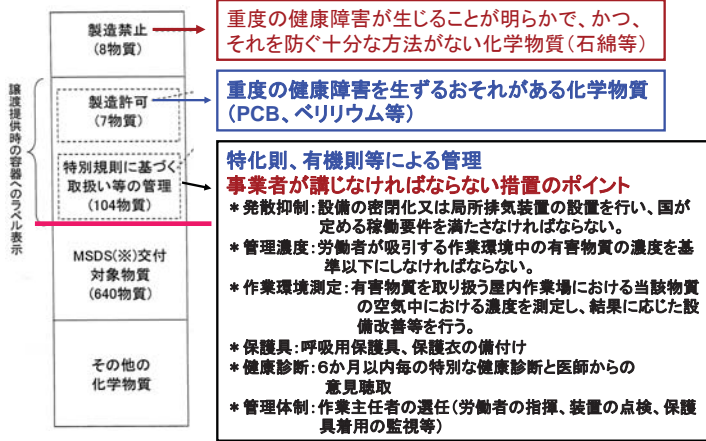 譲渡提供時の容器へのラベル表示
製造禁止
(8物質)
製造許可
(7物質)
特別規則に基づく
取扱い等の管理
(104物質)
MSDS(※)交付
対象物質
(640物質)
その他の
化学物質
重度の健康障害が生じることが明らかで、かつ、
それを防ぐ十分な方法がない化学物質(石綿等)
重度の健康障害を生ずるおそれがある化学物質
(PCB、ベリリウム等)
特化則、有機則等による管理
事業者が講じなければならない措置のポイント
*発散抑制:設備の密閉化又は局所排気装置の設置を行い、国が
定める稼働要件を満たさなければならない。
*管理濃度:労働者が吸引する作業環境中の有害物質の濃度を基
準以下にしなければならない。
*作業環境測定:有害物質を取り扱う屋内作業場における当該物質
の空気中における濃度を測定し、結果に応じた設
備改善等を行う。
*保護具:呼吸用保護具、保護衣の備付け
*健康診断:6か月以内毎の特別な健康診断と医師からの
意見聴取
*管理体制:作業主任者の選任(労働者の指揮、装置の点検、保護
具着用の監視等)